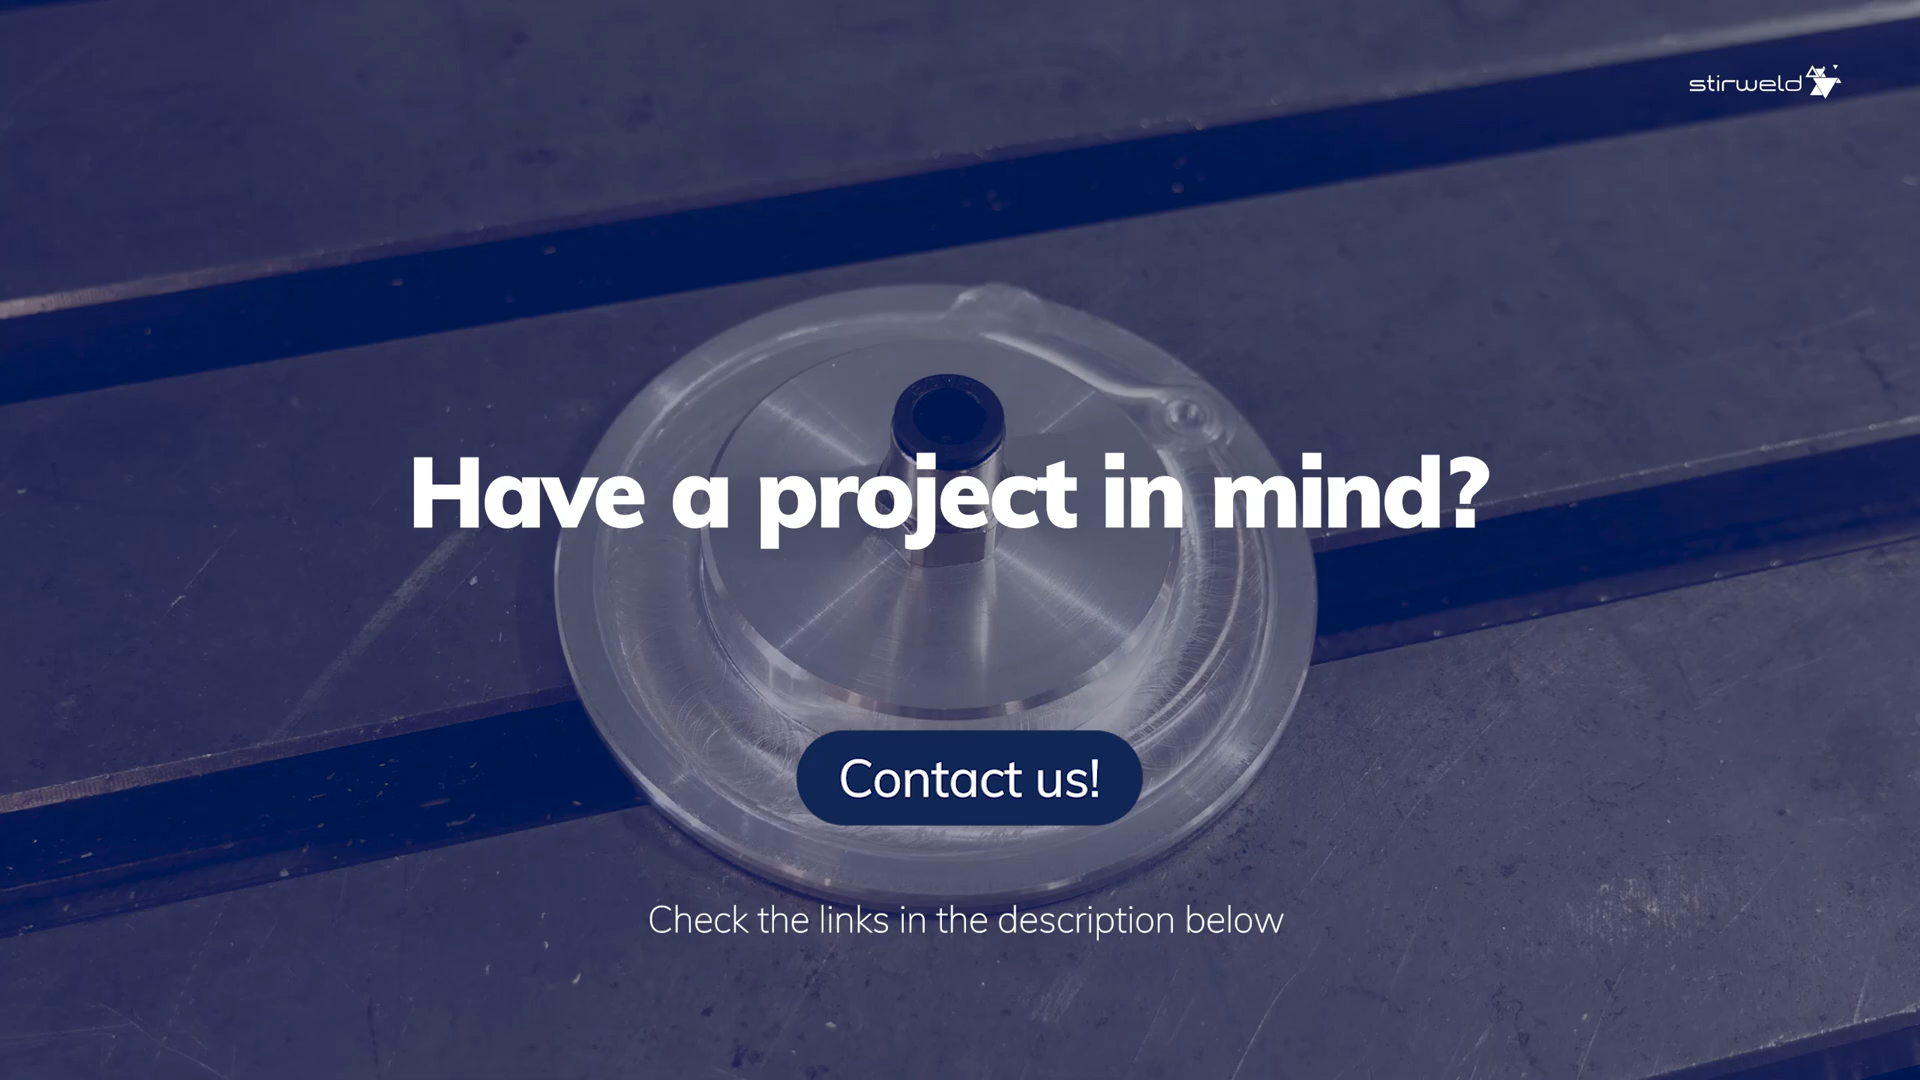 stirweld
Have a project in mind?
Contact us!
Check the links in the description below